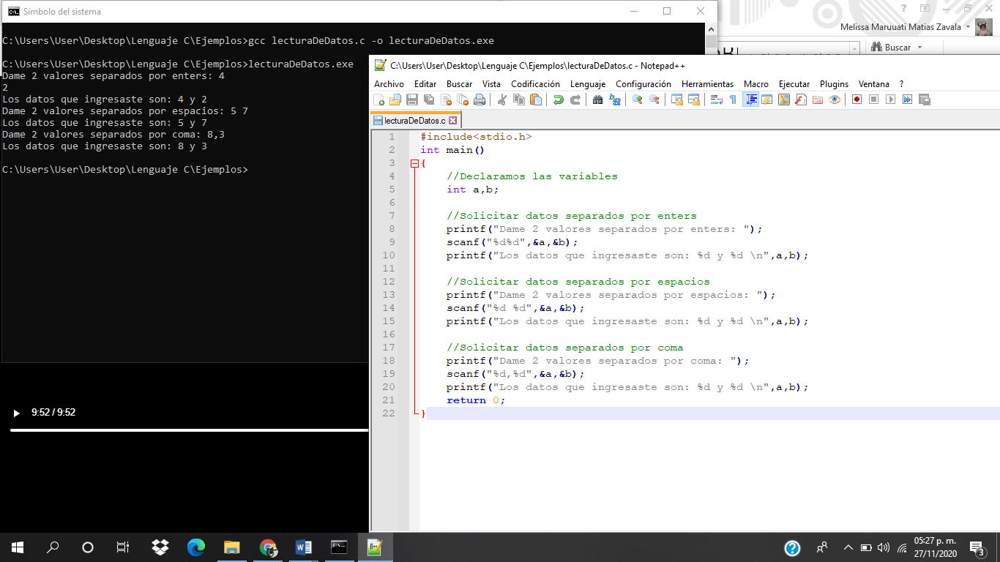 Símbolo del sistema
C:\Users\User\Desktop\Lenguaje C\Ejemplos>gcc lecturaDeDatos.c -o lecturaDeDatos.exe
C:\Users\User\Desktop\Lenguaje C\Ejemplos>lecturaDeDatos.exe
Dame 2 valores separados por enters: 4
2
Los datos que ingresaste son: 4 y 2
Dame 2 valores separados por espacios: 5 7
Los datos que ingresaste son: 5 y 7
Dame 2 valores separados por coma: 8,3
Los datos que ingresaste son: 8 y 3
C:\Users\User\Desktop\Lenguaje C\Ejemplos>
9:52 / 9:52
Melissa Maruuati Matias Zavala
Buscar
C:\Users\User\Desktop\Lenguaje C\Ejemplos\lecturaDeDatos.c - Notepad++
Archivo Editar Buscar Vista Codificación Lenguaje Configuración Herramientas Macro Ejecutar Plugins Ventana ?
lecturaDeDatos.c
1 #include<stdio.h>
2 int main()
3 {
4 //Declaramos las variables
5 int a,b;
6
7 //Solicitar datos separados por enters
8 printf("Dame 2 valores separados por enters: ");
9 scanf("%d%d",&a,&b);
10 printf("Los datos que ingresaste son: %d y %d \n",a,b);
11
12 //Solicitar datos separados por espacios
13 printf("Dame 2 valores separados por espacios: ");
14 scanf("%d %d",&a,&b);
15 printf("Los datos que ingresaste son: %d y %d \n",a,b);
16
17 //Solicitar datos separados por coma
18 printf("Dame 2 valores separados por coma: ");
19 scanf("%d,%d",&a,&b);
20 printf("Los datos que ingresaste son: %d y %d \n",a,b);
21 return 0;
22 }
05:27 p. m.
27/11/2020
3